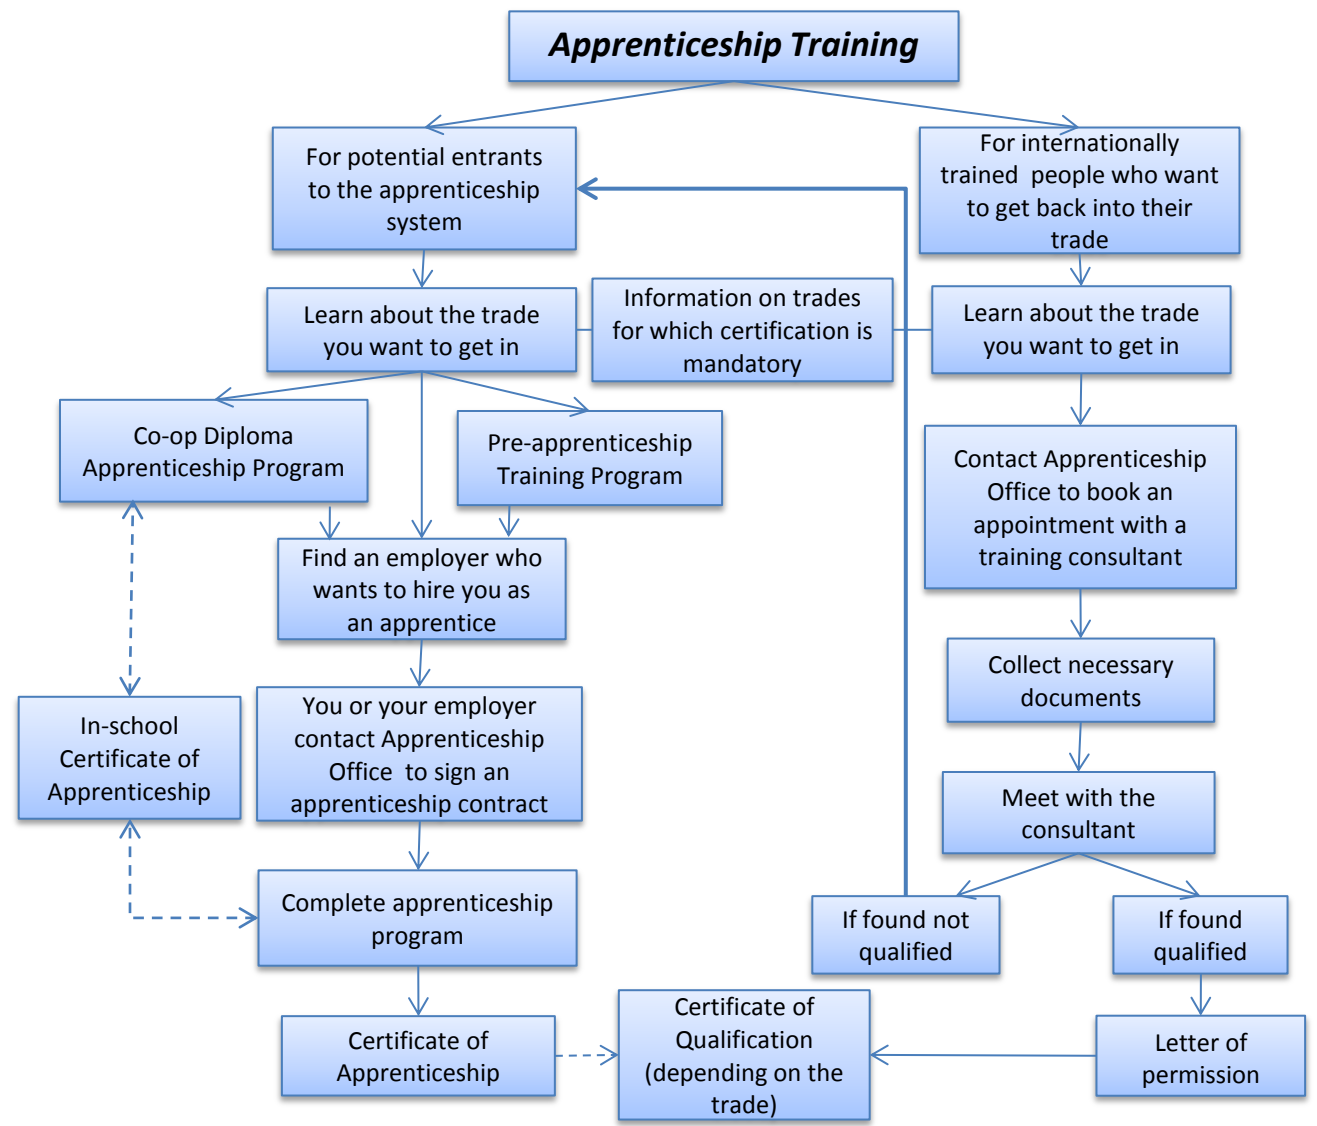 Apprenticeship Training
For potential entrants
to the apprenticeship
system
For internationally
trained people who want
to get back into their
trade
Learn about the trade
you want to get in
Information on trades
for which certification is
mandatory
Learn about the trade
you want to get in
Co-op Diploma
Apprenticeship Program
Pre-apprenticeship
Training Program
Contact Apprenticeship
Office to book an
appointment with a
training consultant
Find an employer who
wants to hire you as
an apprentice
Collect necessary
documents
In-school
Certificate of
Apprenticeship
You or your employer
contact Apprenticeship
Office to sign an
apprenticeship contract
Meet with the
consultant
Complete apprenticeship
program
If found not
qualified
If found
qualified
Certificate of
Apprenticeship
Certificate of
Qualification
(depending on the
trade)
Letter of
permission